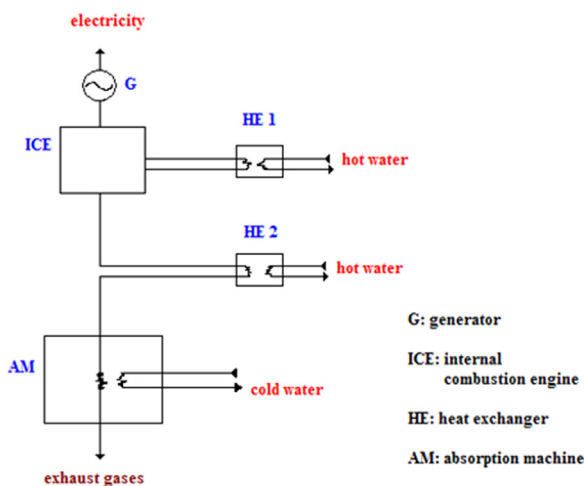 electricity
G
HE 1
ICE
hot water
HE 2
hot water
G: generator
ICE: internal
combustion engine
AM
cold water
HE: heat exchanger
AM: absorption machine
exhaust gases